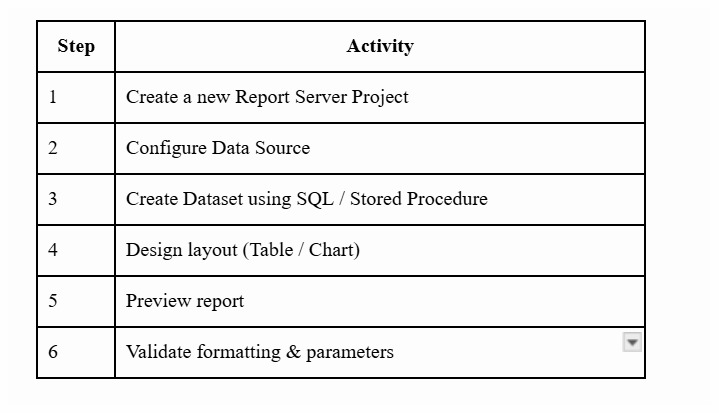 Step Activity
1 Create a new Report Server Project
2 Configure Data Source
3 Create Dataset using SQL / Stored Procedure
4 Design layout (Table / Chart)
5 Preview report
6 Validate formatting & parameters